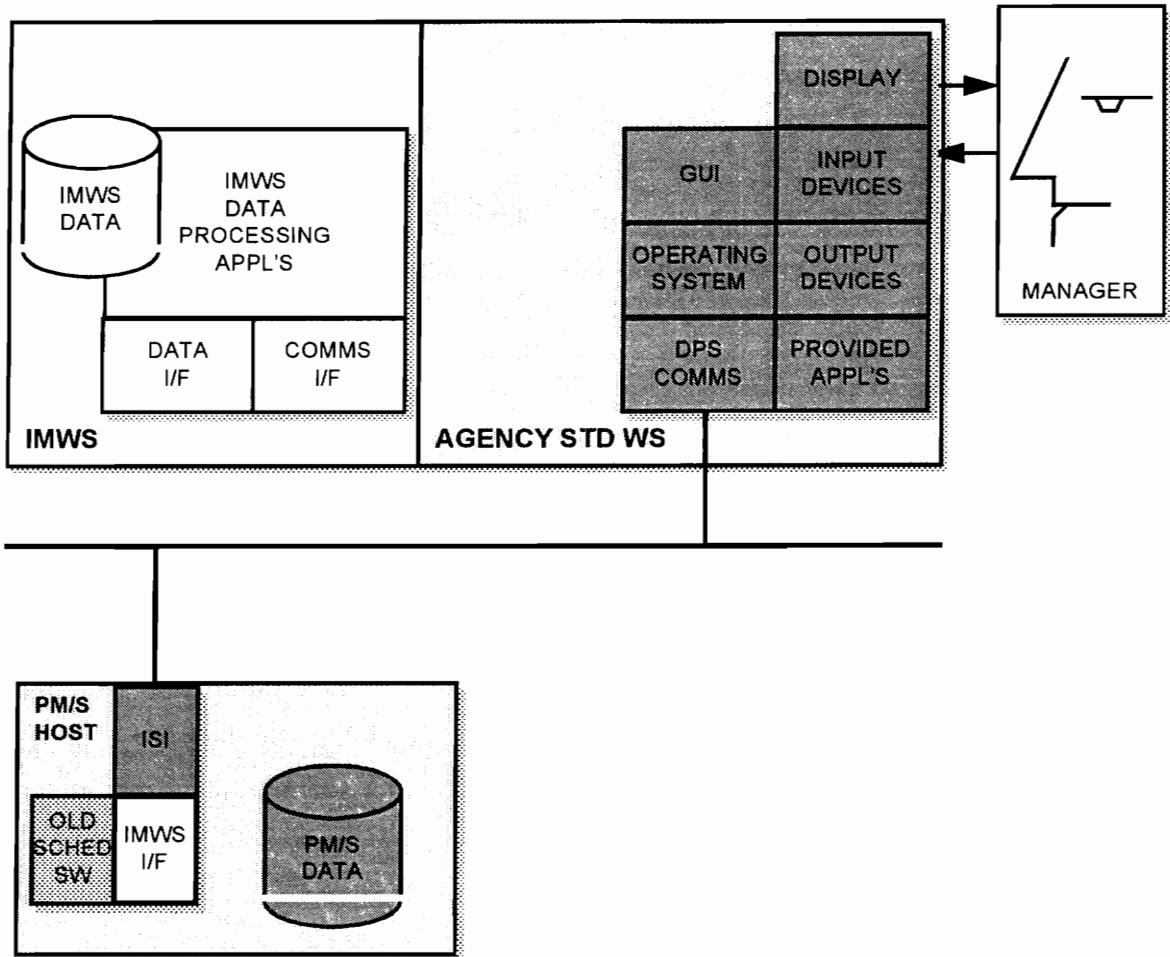 DISPLAY
GUI
INPUT
DEVICES
OPERATING
SYSTEM
OUTPUT
DEVICES
DPS
COMMS
PROVIDED
APPL'S
IMWS
DATA
IMWS
DATA
PROCESSING
APPL'S
DATA
I/F
COMMS
I/F
IMWS
AGENCY STD WS
MANAGER
PM/S
HOST
ISI
OLD
SCHED
SW
IMWS
I/F
PM/S
DATA